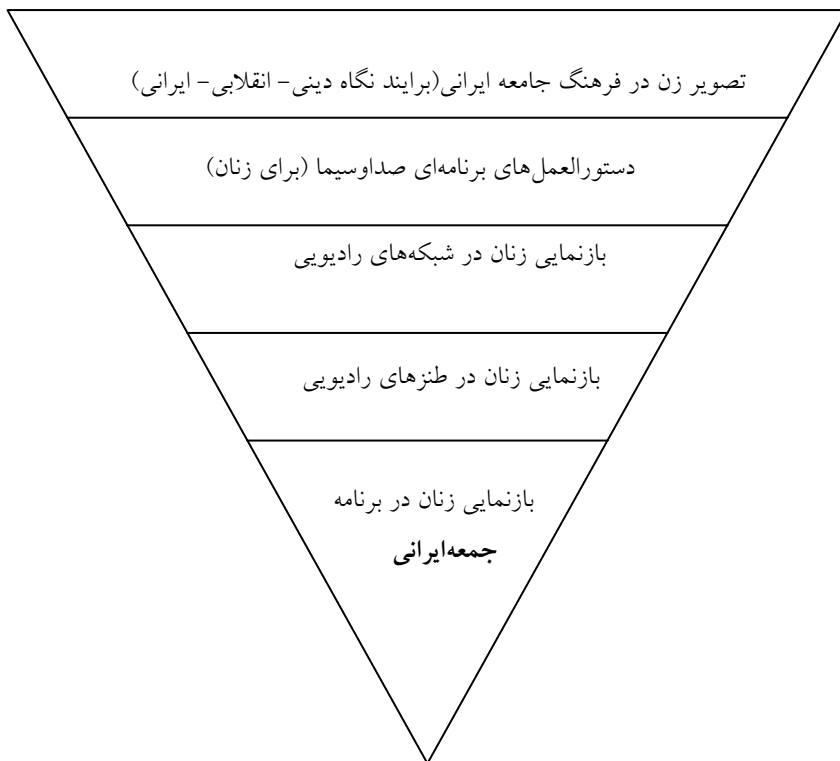 تصویر زن در فرهنگ جامعه ایرانی(برایند نگاه دینی- انقلابی- ایرانی)
دستورالعمل‌های برنامه‌ای صداوسیما (برای زنان)
بازنمایی زنان در شبکه‌های رادیویی
بازنمایی زنان در طنزهای رادیویی
بازنمایی زنان در برنامه
جمعه‌ایرانی